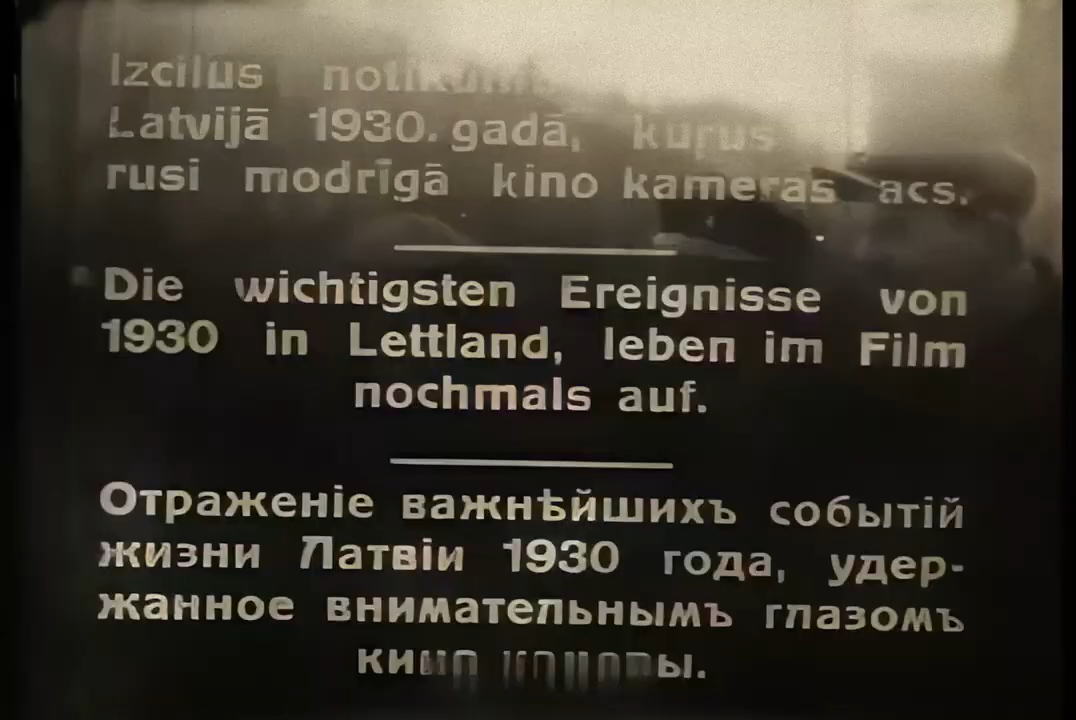 Izcilus
Latvijā 1930. gadā, kuŗus
rusi modrīgā kino kameras acs.
Die wichtigsten Ereignisse von
1930 in Lettland, leben im Film
nochmals auf.
Отраженіе важнѣйшихъ событій
жизни Латвіи 1930 года, удер-
жанное внимательнымъ глазомъ